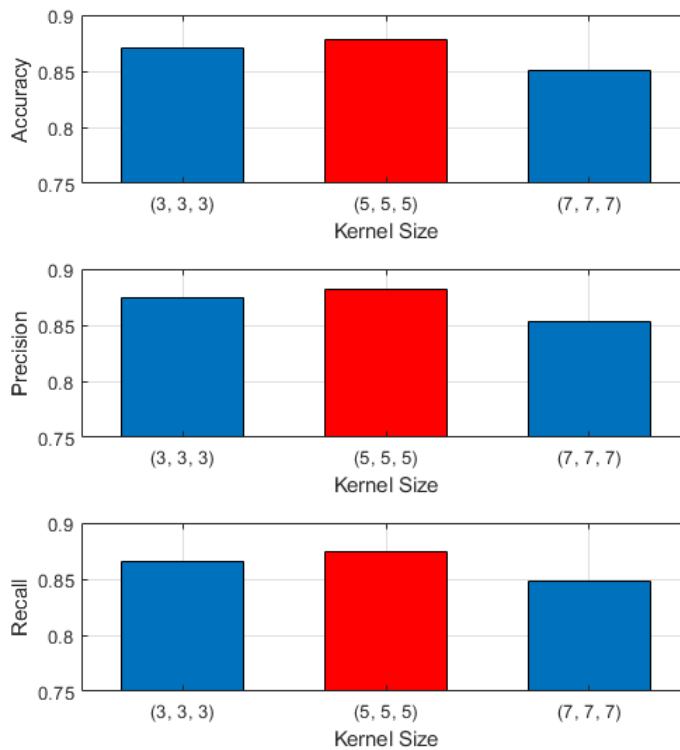 0.9
0.85
0.8
0.75
Accuracy
(3, 3, 3) (5, 5, 5) (7, 7, 7)
Kernel Size
0.9
0.85
0.8
0.75
Precision
(3, 3, 3) (5, 5, 5) (7, 7, 7)
Kernel Size
0.9
0.85
0.8
0.75
Recall
(3, 3, 3) (5, 5, 5) (7, 7, 7)
Kernel Size